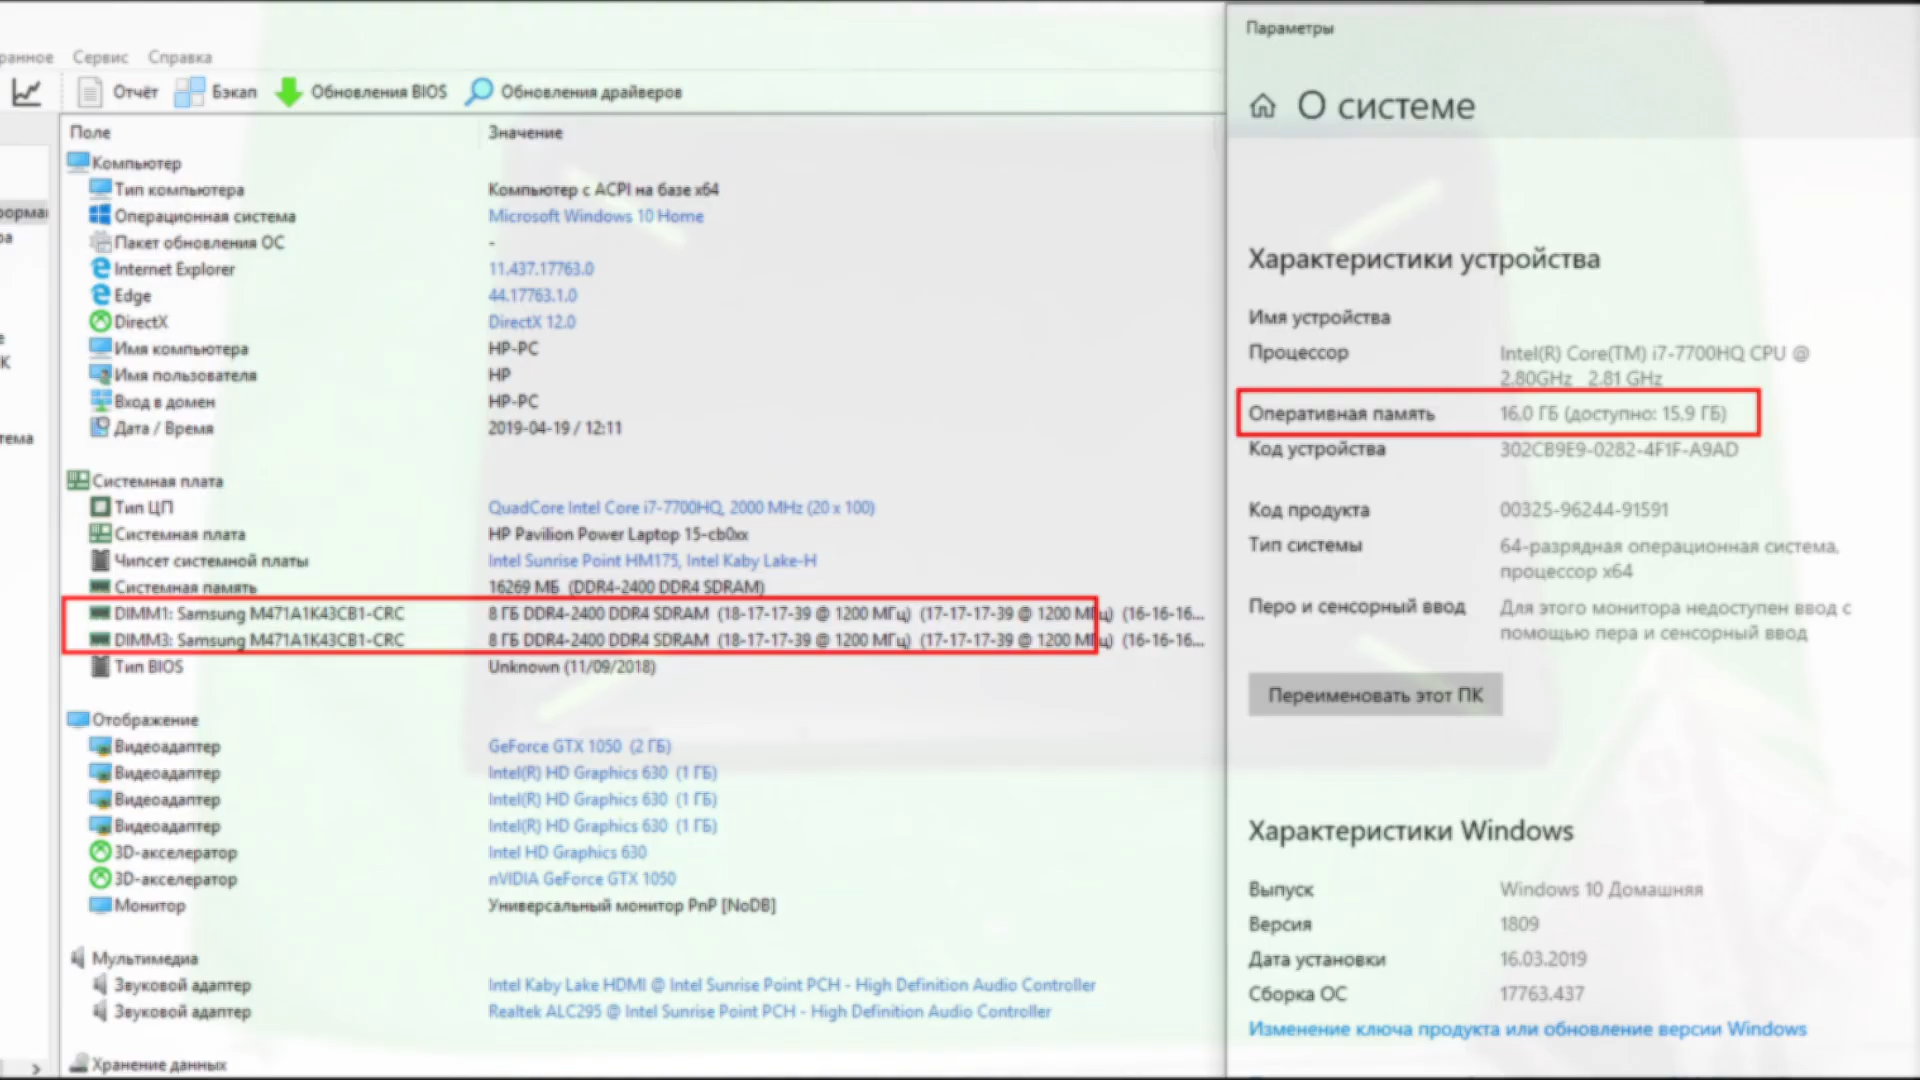 ранное Сервис Справка
Отчёт Бэкап Обновления BIOS Обновления драйверов
Поле Значение
Компьютер
Тип компьютера Компьютер с ACPI на базе x64
Операционная система Microsoft Windows 10 Home
Пакет обновления ОС -
Internet Explorer 11.437.17763.0
Edge 44.17763.1.0
DirectX DirectX 12.0
Имя компьютера HP-PC
Имя пользователя HP
Вход в домен HP-PC
Дата / Время 2019-04-19 / 12:11
Системная плата
Тип ЦП QuadCore Intel Core i7-7700HQ, 2000 MHz (20 x 100)
Системная плата HP Pavilion Power Laptop 15-cb0xx
Чипсет системной платы Intel Sunrise Point HM175, Intel Kaby Lake-H
Системная память 16269 МБ (DDR4-2400 DDR4 SDRAM)
DIMM1: Samsung M471A1K43CB1-CRC 8 ГБ DDR4-2400 DDR4 SDRAM (18-17-17-39 @ 1200 МГц) (17-17-17-39 @ 1200 МГц) (16-16-16...
DIMM3: Samsung M471A1K43CB1-CRC 8 ГБ DDR4-2400 DDR4 SDRAM (18-17-17-39 @ 1200 МГц) (17-17-17-39 @ 1200 МГц) (16-16-16...
Тип BIOS Unknown (11/09/2018)
Отображение
Видеоадаптер GeForce GTX 1050 (2 ГБ)
Видеоадаптер Intel(R) HD Graphics 630 (1 ГБ)
Видеоадаптер Intel(R) HD Graphics 630 (1 ГБ)
Видеоадаптер Intel(R) HD Graphics 630 (1 ГБ)
3D-акселератор Intel HD Graphics 630
3D-акселератор nVIDIA GeForce GTX 1050
Монитор Универсальный монитор PnP [NoDB]
Мультимедиа
Звуковой адаптер Intel Kaby Lake HDMI @ Intel Sunrise Point PCH - High Definition Audio Controller
Звуковой адаптер Realtek ALC295 @ Intel Sunrise Point PCH - High Definition Audio Controller
Хранение данных
Параметры
О системе
Характеристики устройства
Имя устройства
Процессор Intel(R) Core(TM) i7-7700HQ CPU @
2.80GHz 2.81 GHz
Оперативная память 16,0 ГБ (доступно: 15,9 ГБ)
Код устройства 302CB9E9-0282-4F1F-A9AD
Код продукта 00325-96244-91591
Тип системы 64-разрядная операционная система,
процессор x64
Перо и сенсорный ввод Для этого монитора недоступен ввод с
помощью пера и сенсорный ввод
Переименовать этот ПК
Характеристики Windows
Выпуск Windows 10 Домашняя
Версия 1809
Дата установки 16.03.2019
Сборка ОС 17763.437
Изменение ключа продукта или обновление версии Windows